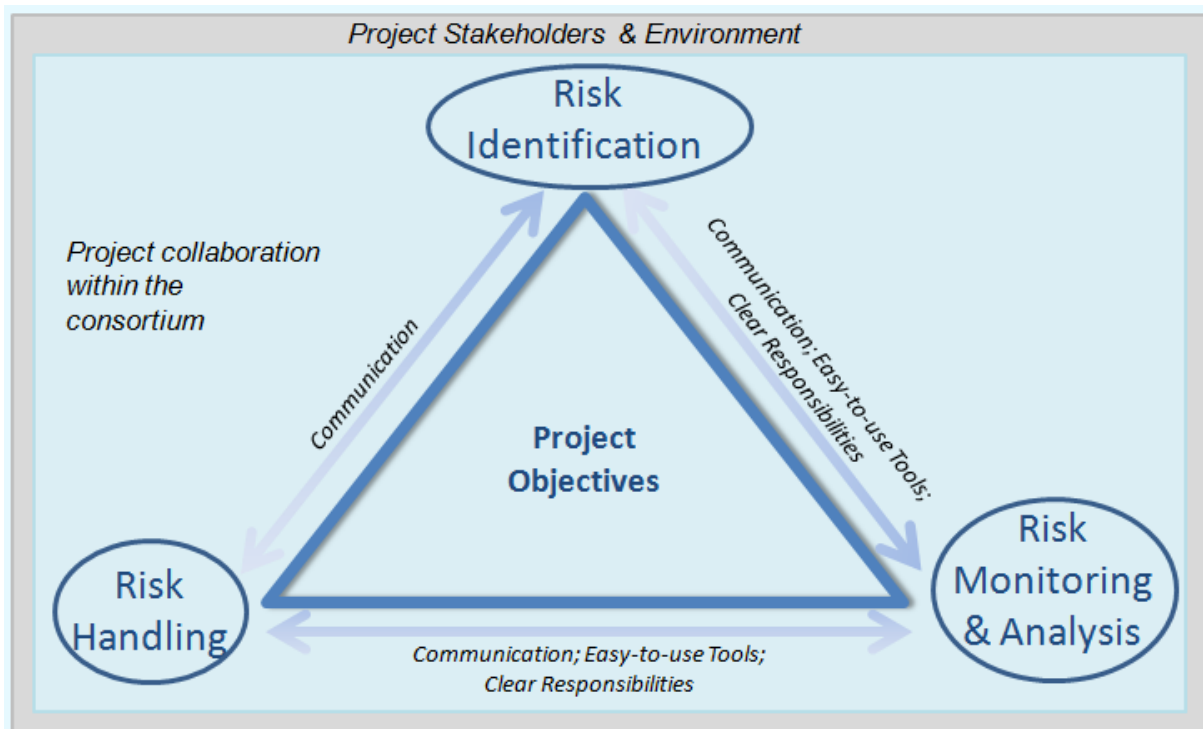 Project Stakeholders & Environment
Risk
Identification
Project collaboration
within the
consortium
Communication
Communication; Easy-to-use Tools;
Clear Responsibilities
Project
Objectives
Risk
Handling
Risk
Monitoring
& Analysis
Communication; Easy-to-use Tools;
Clear Responsibilities